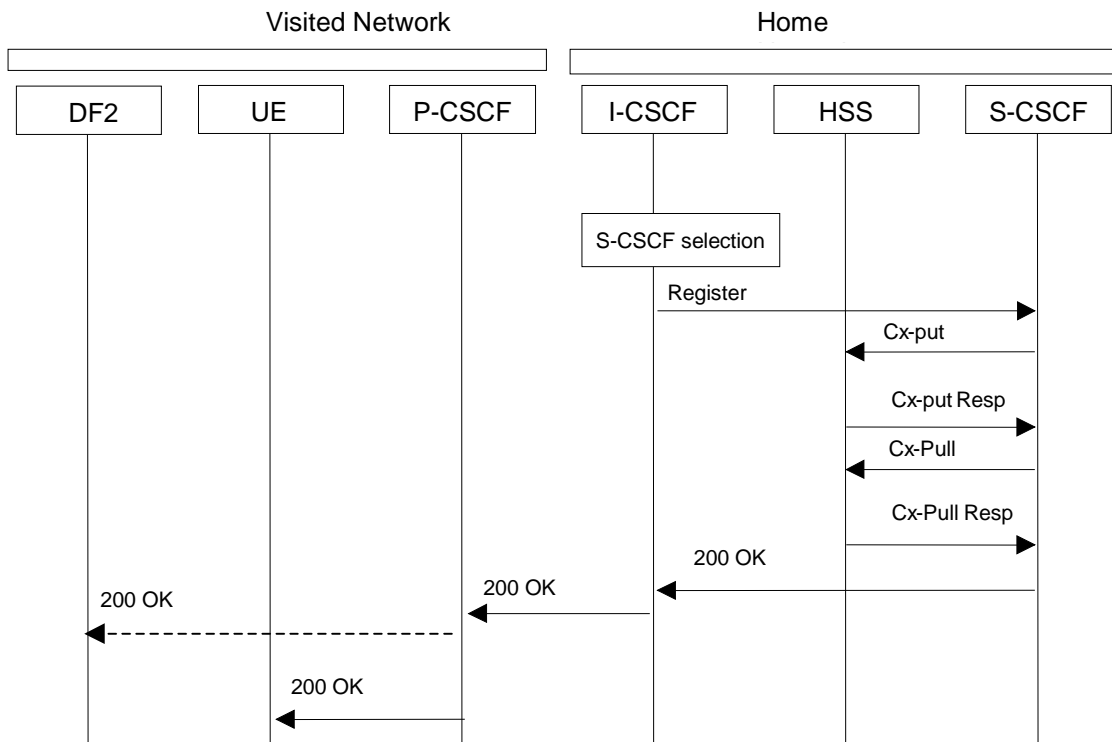 Visited Network
Home
DF2
UE
P-CSCF
I-CSCF
HSS
S-CSCF
S-CSCF selection
Register
Cx-put
Cx-put Resp
Cx-Pull
Cx-Pull Resp
200 OK
200 OK
200 OK
200 OK